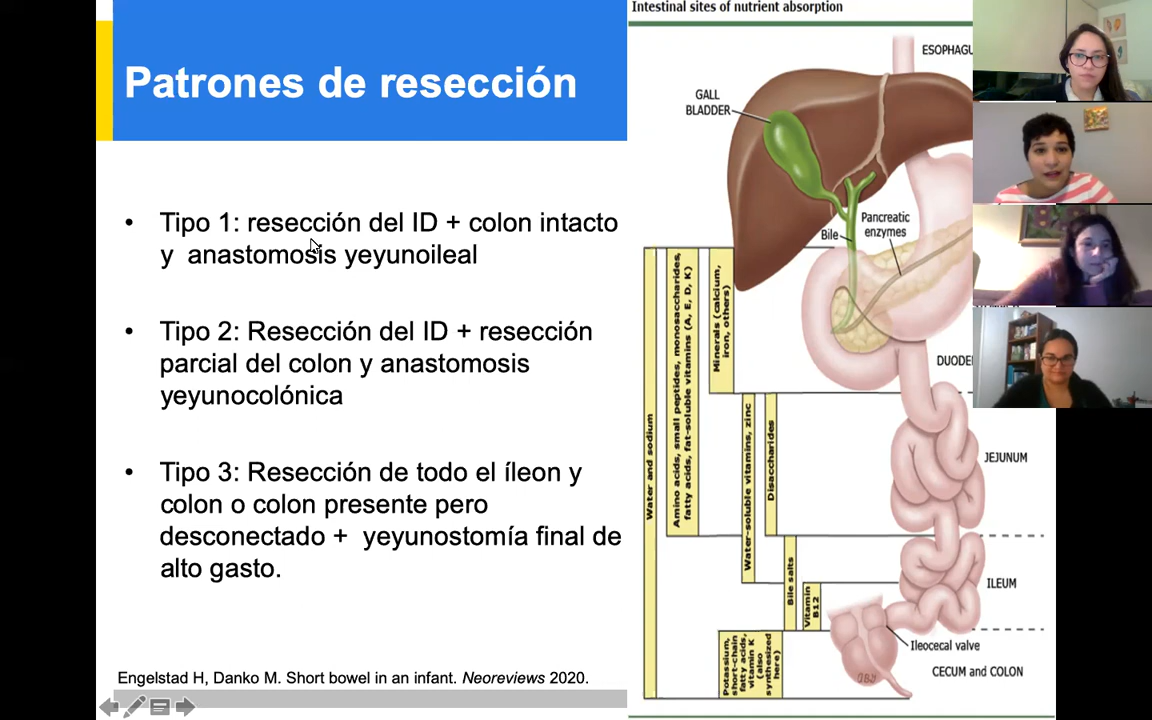 Patrones de resección
• Tipo 1: resección del ID + colon intacto
y anastomosis yeyunoileal
• Tipo 2: Resección del ID + resección
parcial del colon y anastomosis
yeyunocolónica
• Tipo 3: Resección de todo el íleon y
colon o colon presente pero
desconectado + yeyunostomía final de
alto gasto.
Engelstad H, Danko M. Short bowel in an infant. Neoreviews 2020.
Intestinal sites of nutrient absorption
ESOPHAGU
GALL
BLADDER
Pancreatic
enzymes
Bile
DUODE
JEJUNUM
ILEUM
Ileocecal valve
CECUM and COLON
Water and sodium
Amino acids, small peptides, monosaccharides,
fatty acids, fat-soluble vitamins (A, E, D, K)
Minerals (calcium,
iron, others)
Water-soluble vitamins, zinc
Disaccharides
Bile salts
Vitamin
B12
Potassium,
short-chain
fatty acids,
vitamin K
(also
synthesized
here)